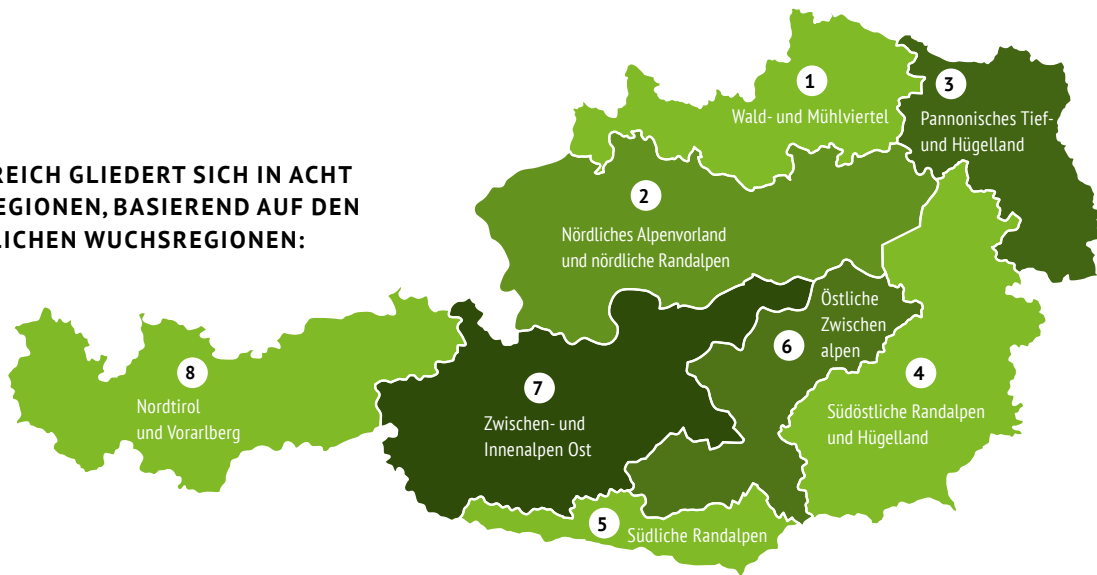 REICH GLIEDERT SICH IN ACHT
EGIONEN, BASIEREND AUF DEN
LICHEN WUCHSREGIONEN:
1
Wald- und Mühlviertel
3
Pannonisches Tief-
und Hügelland
2
Nördliches Alpenvorland
und nördliche Randalpen
Östliche
Zwischen
alpen
6
4
Südöstliche Randalpen
und Hügelland
7
Zwischen- und
Innenalpen Ost
8
Nordtirol
und Vorarlberg
5
Südliche Randalpen